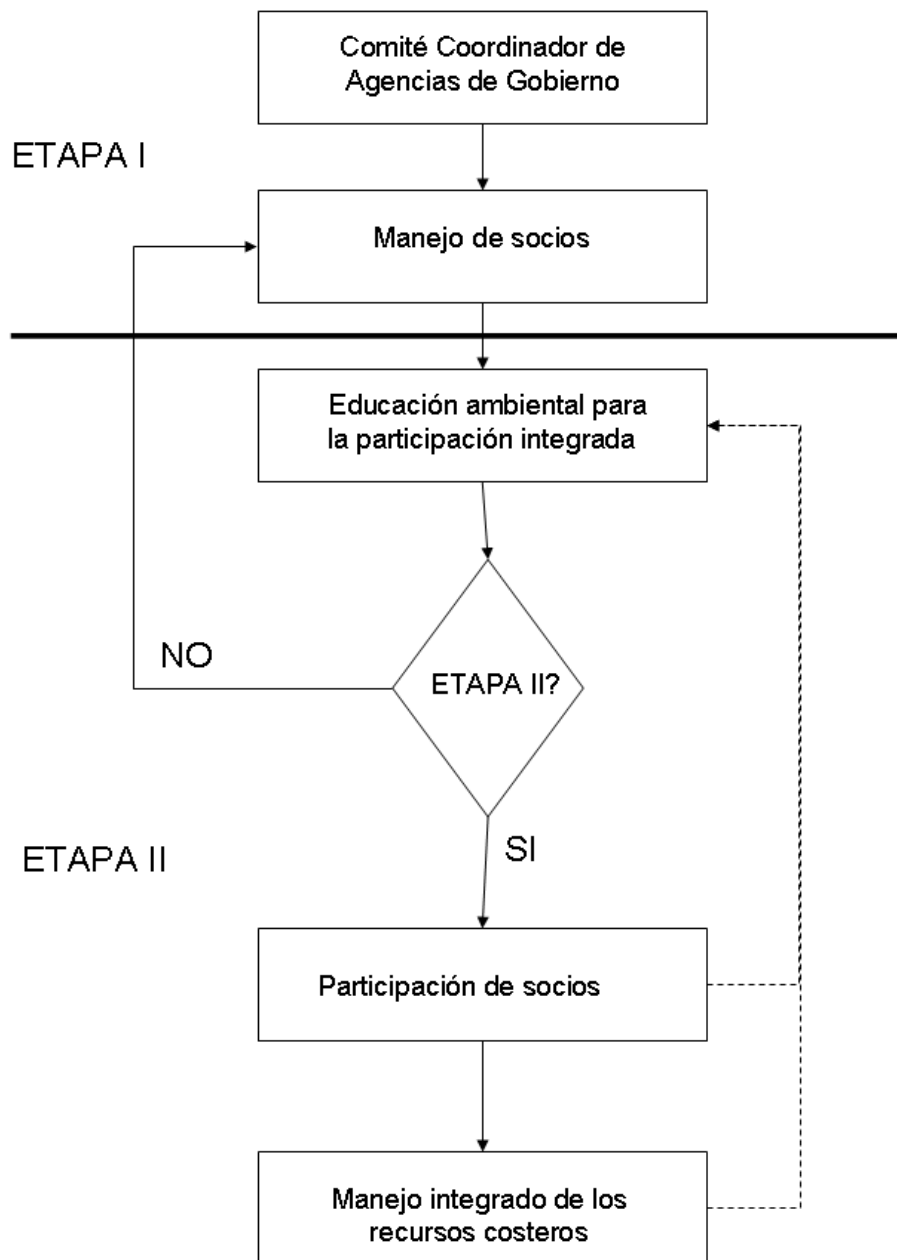 Comité Coordinador de
Agencias de Gobierno
ETAPA I
Manejo de socios
Educación ambiental para
la participación integrada
NO
ETAPA II?
SI
ETAPA II
Participación de socios
Manejo integrado de los
recursos costeros